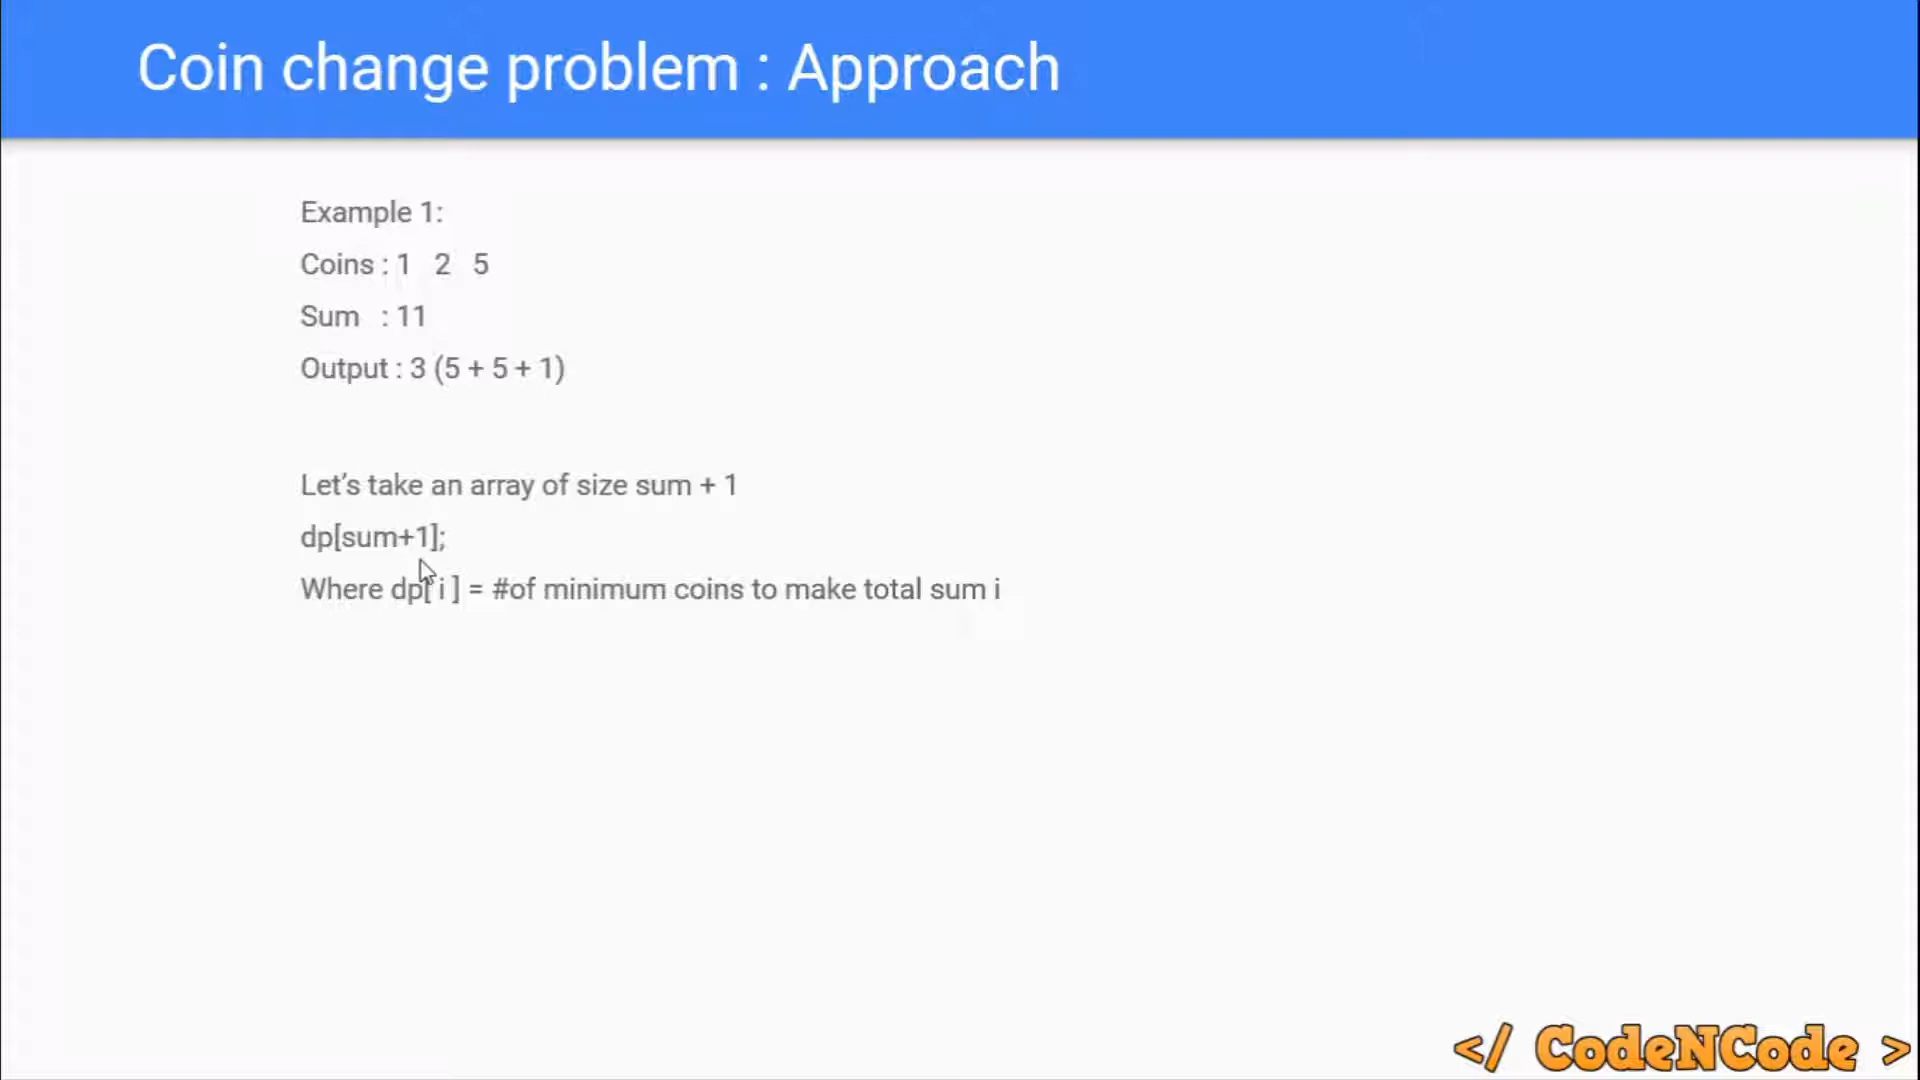 Coin change problem : Approach
Example 1:
Coins : 1 2 5
Sum : 11
Output : 3 (5 + 5 + 1)
Let’s take an array of size sum + 1
dp[sum+1];
Where dp[ i ] = #of minimum coins to make total sum i
</ CodeNCode >